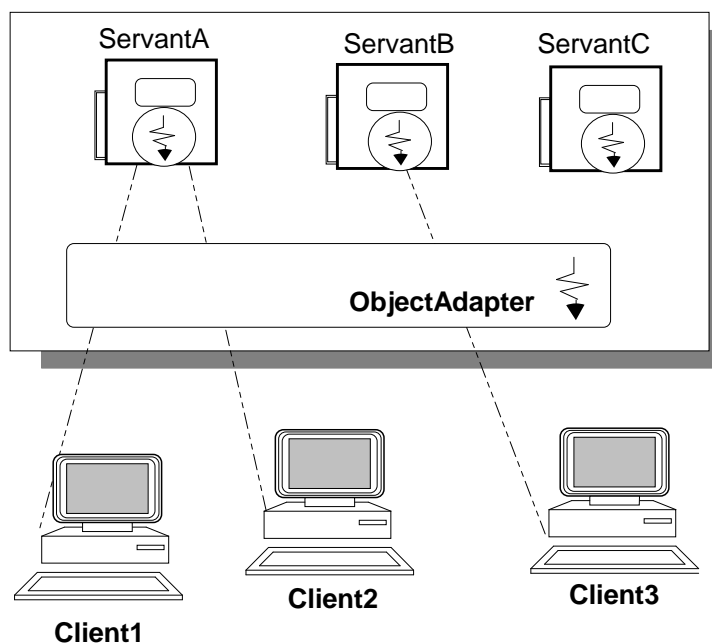 ServantA
ServantB
ServantC
ObjectAdapter
Client1
Client2
Client3